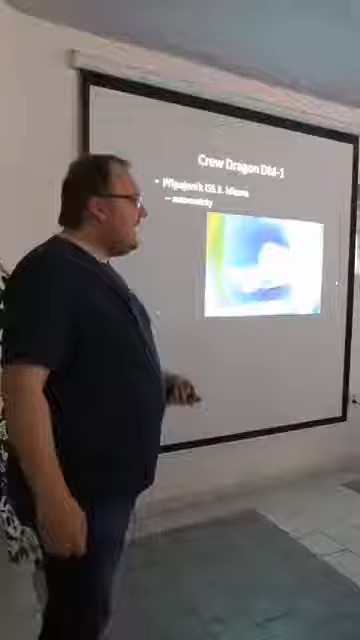 Crew Dragon DM-1
• Připojení k ISS 3. března
– automaticky